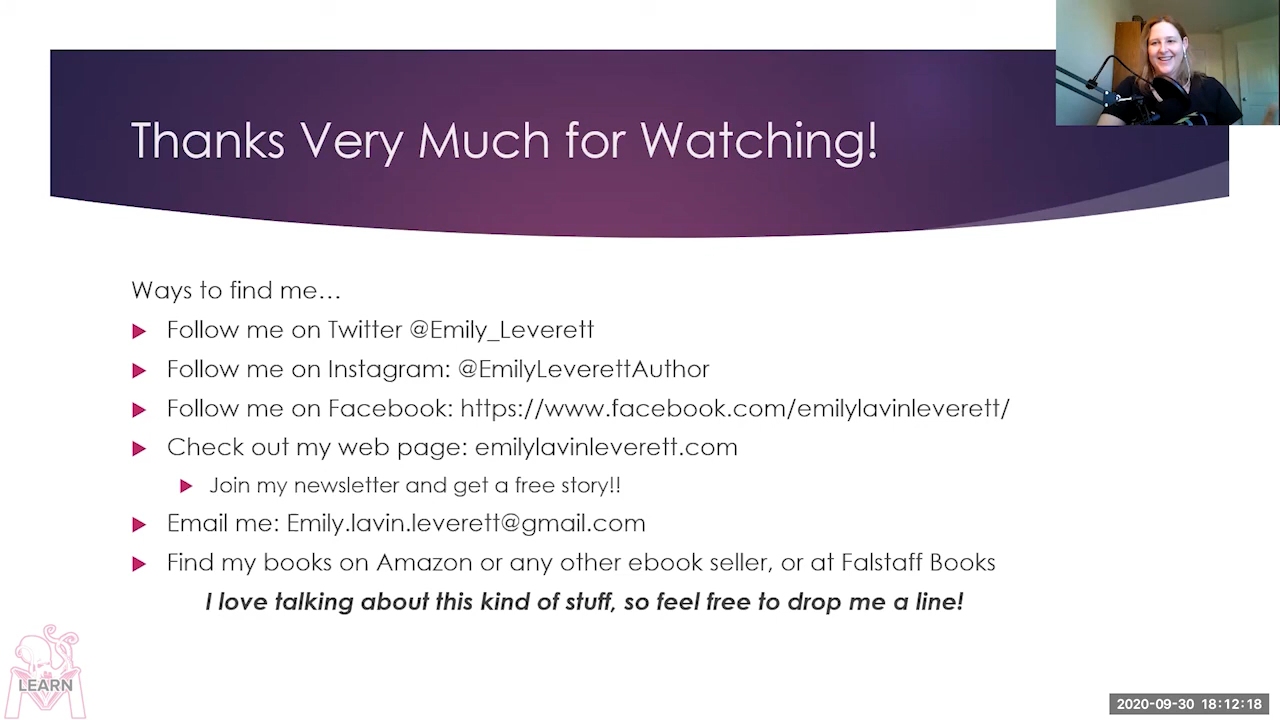 Thanks Very Much for Watching!
Ways to find me…
Follow me on Twitter @Emily_Leverett
Follow me on Instagram: @EmilyLeverettAuthor
Follow me on Facebook: https://www.facebook.com/emilylavinleverett/
Check out my web page: emilylavinleverett.com
Join my newsletter and get a free story!!
Email me: Emily.lavin.leverett@gmail.com
Find my books on Amazon or any other ebook seller, or at Falstaff Books
I love talking about this kind of stuff, so feel free to drop me a line!
LEARN
2020-09-30 18:12:18